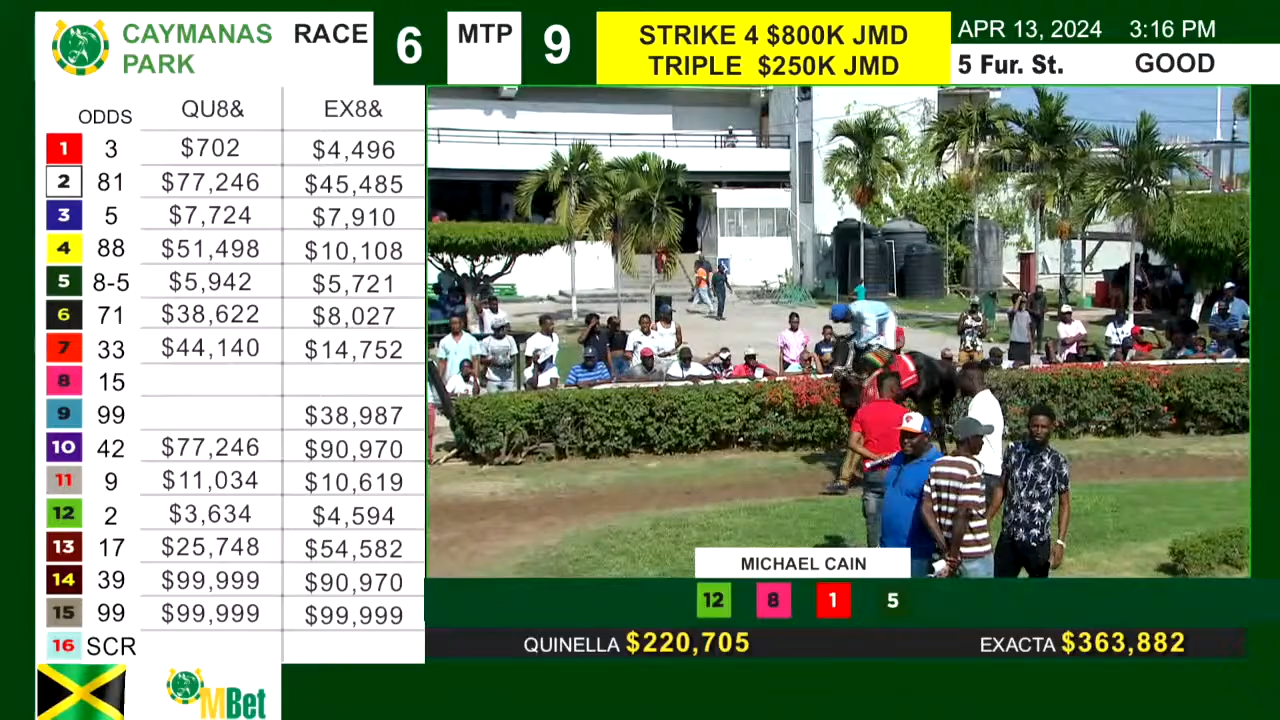 CAYMANAS PARK RACE 6 MTP 9
STRIKE 4 $800K JMD
TRIPLE $250K JMD
APR 13, 2024 3:16 PM
5 Fur. St. GOOD
ODDS QU8& EX8&
1 3 $702 $4,496
2 81 $77,246 $45,485
3 5 $7,724 $7,910
4 88 $51,498 $10,108
5 8-5 $5,942 $5,721
6 71 $38,622 $8,027
7 33 $44,140 $14,752
8 15
9 99 $38,987
10 42 $77,246 $90,970
11 9 $11,034 $10,619
12 2 $3,634 $4,594
13 17 $25,748 $54,582
14 39 $99,999 $90,970
15 99 $99,999 $99,999
16 SCR
MICHAEL CAIN
12 8 1 5
QUINELLA $220,705 EXACTA $363,882
MBet